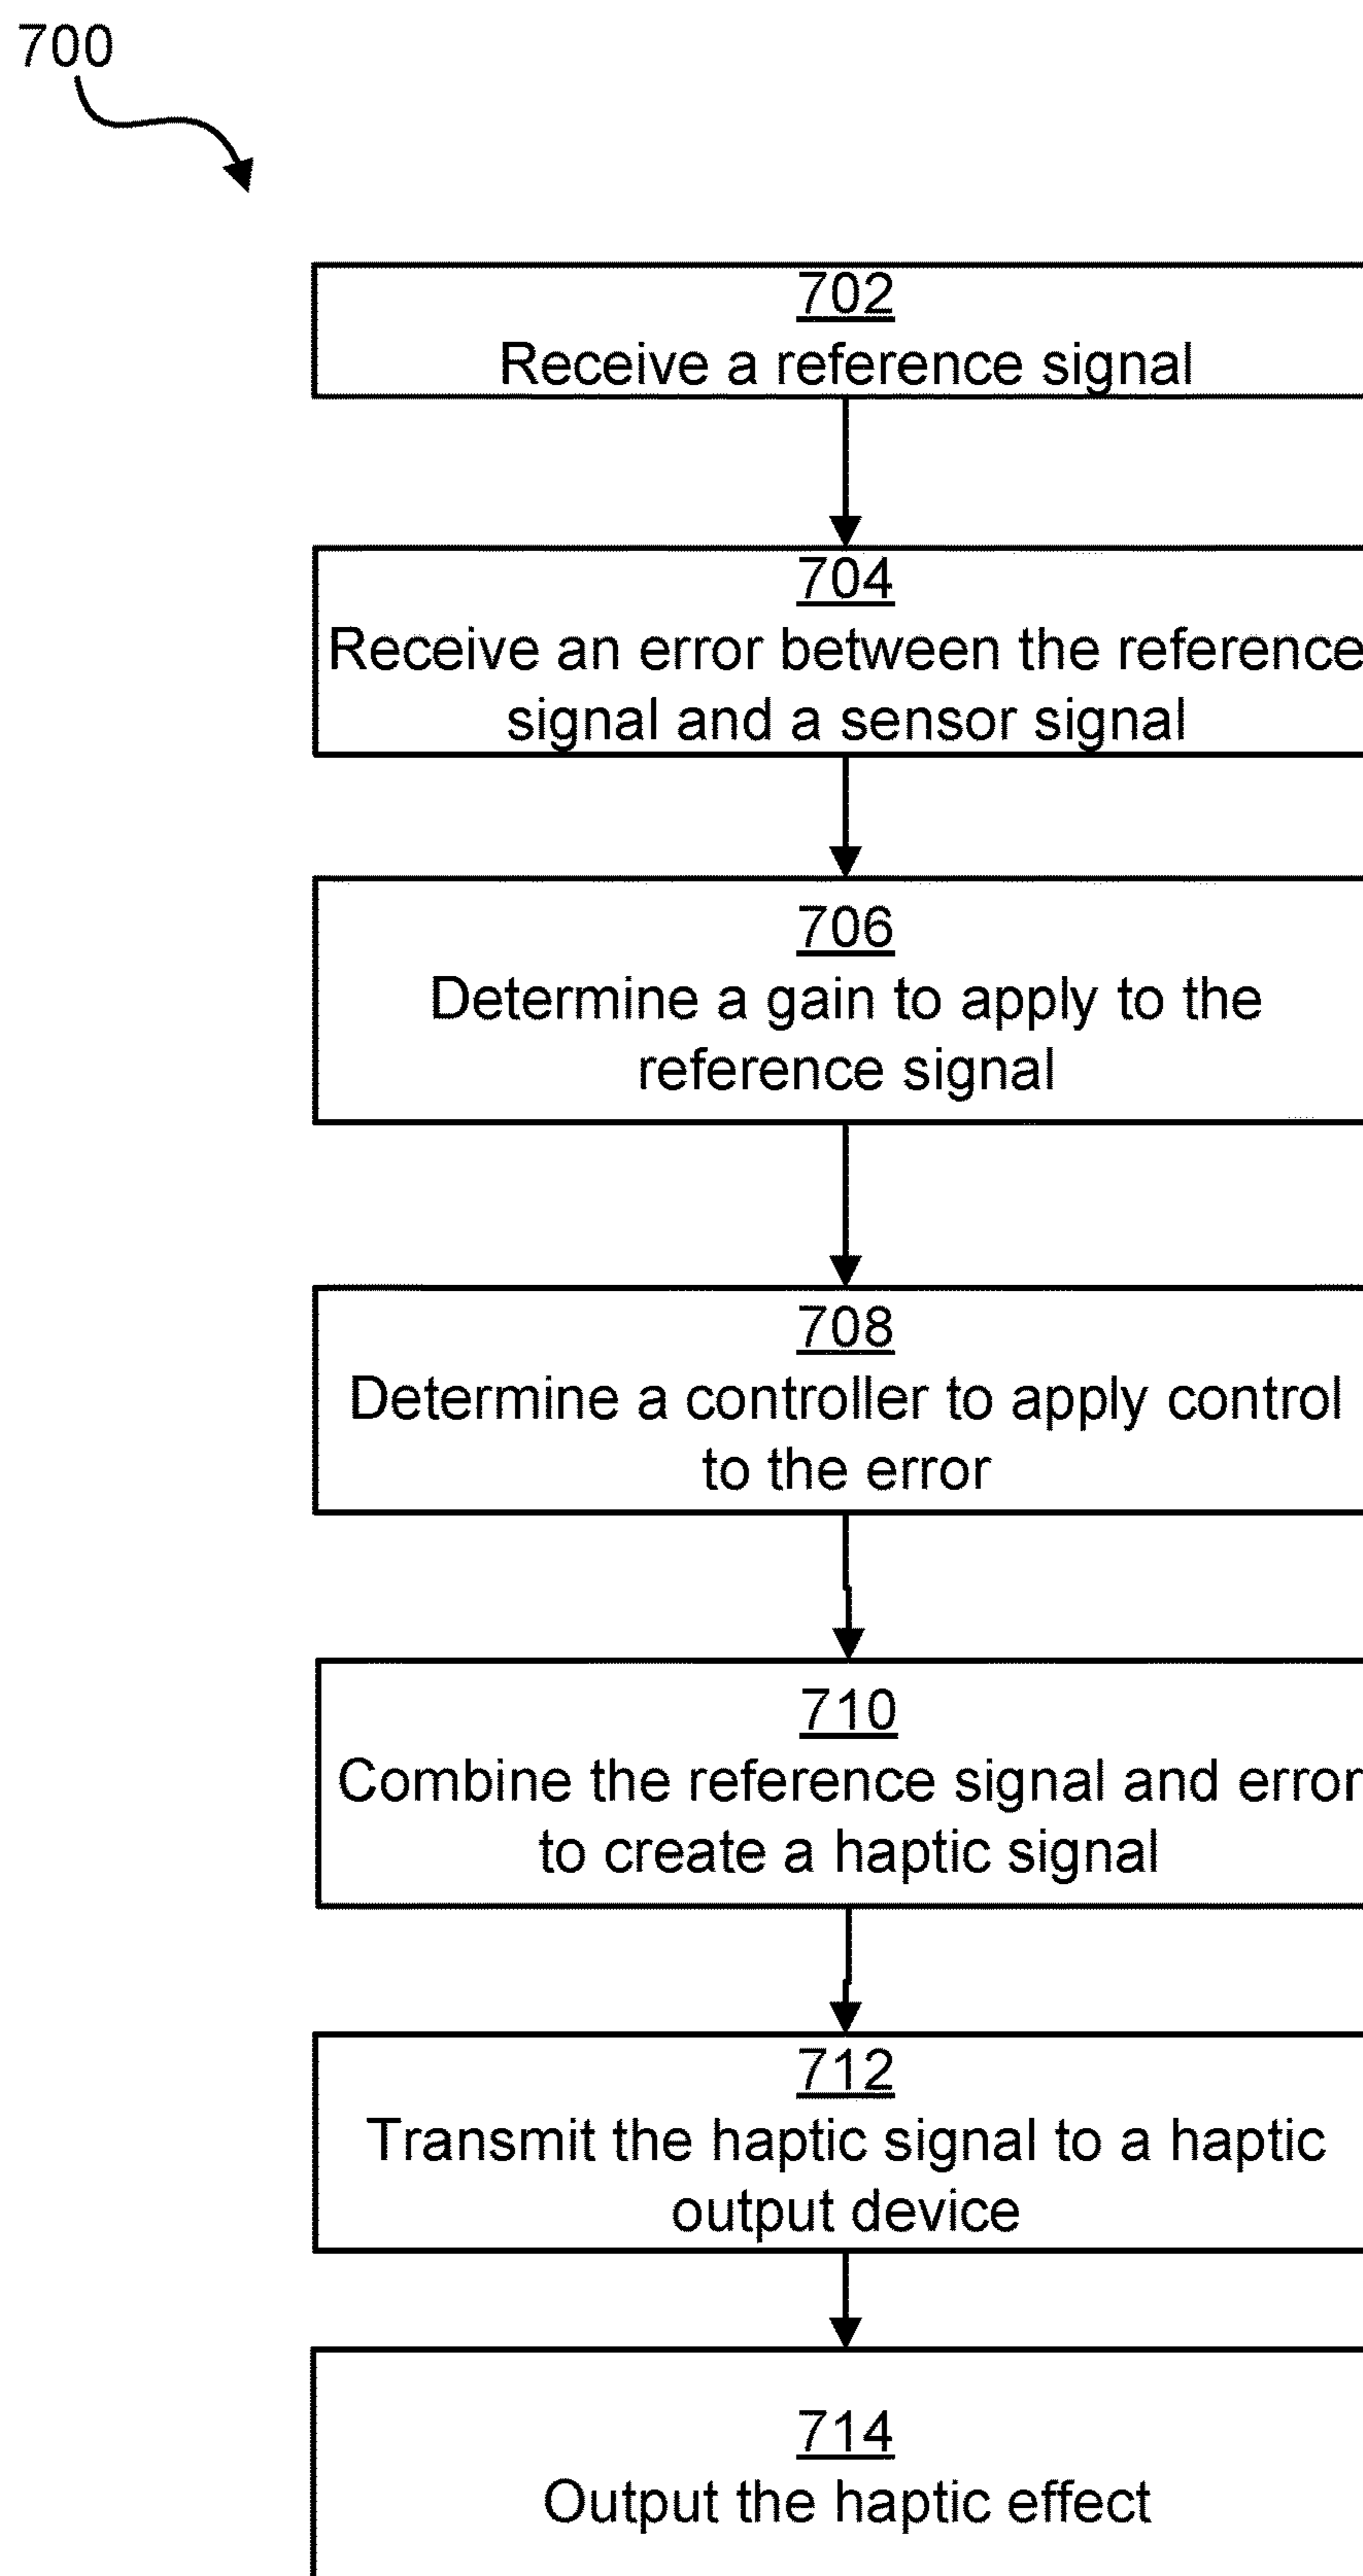 700
702
Receive a reference signal
704
Receive an error between the reference
signal and a sensor signal
706
Determine a gain to apply to the
reference signal
708
Determine a controller to apply control
to the error
710
Combine the reference signal and error
to create a haptic signal
712
Transmit the haptic signal to a haptic
output device
714
Output the haptic effect